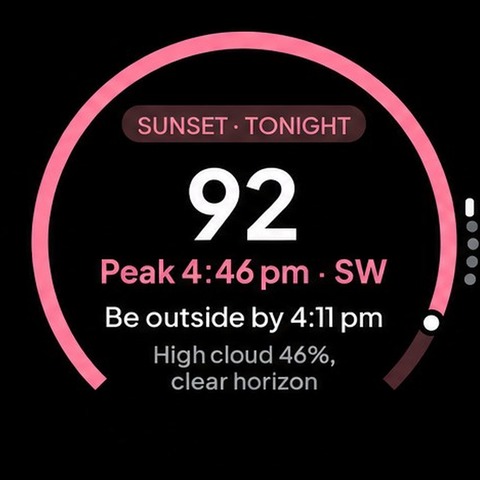 SUNSET · TONIGHT
92
Peak 4:46 pm · SW
Be outside by 4:11 pm
High cloud 46%,
clear horizon